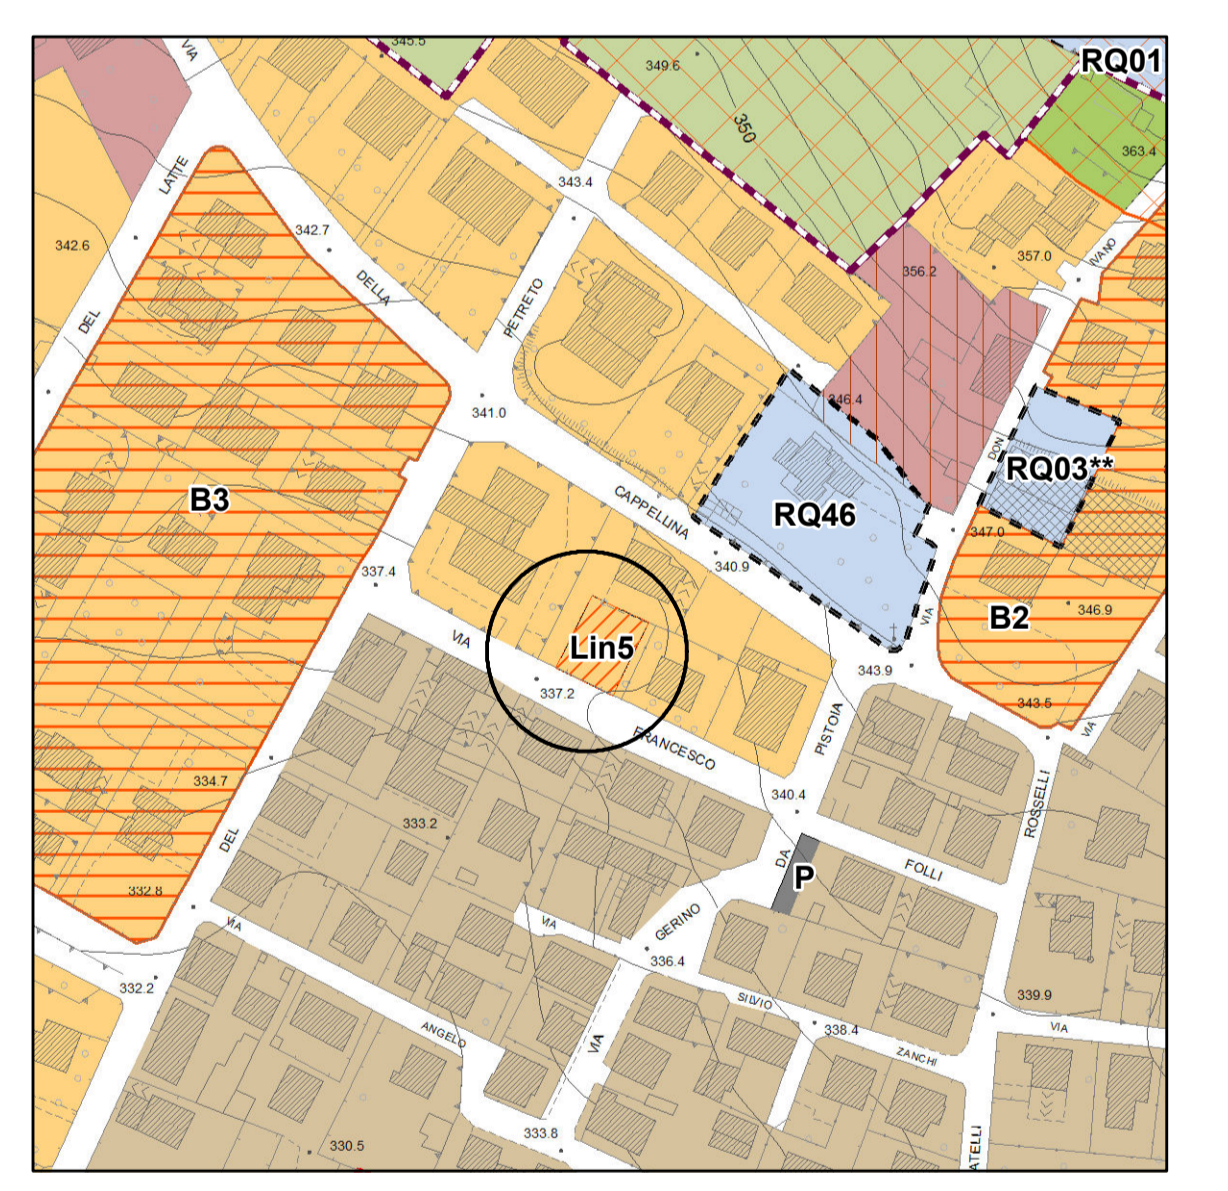 345.5
VIA
349.6
RQ01
350
363.4
LATTE
343.4
342.6
342.7
DELLA
PETRETO
DEL
356.2
357.0
IVANO
341.0
346.4
DON
RQ03**
B3
CAPPELLINA
RQ46
347.0
337.4
340.9
VIA
B2
346.9
VIA
Lin5
337.2
FRANCESCO
343.9
343.5
VIA
PISTOIA
334.7
340.4
333.2
DEL
ROSSELLI
DA
P
FOLLI
332.8
VIA
VIA
GERINO
336.4
332.2
SILVIO
339.9
ANGELO
VIA
338.4
VIA
ZANCHI
333.8
330.5
ATELLI